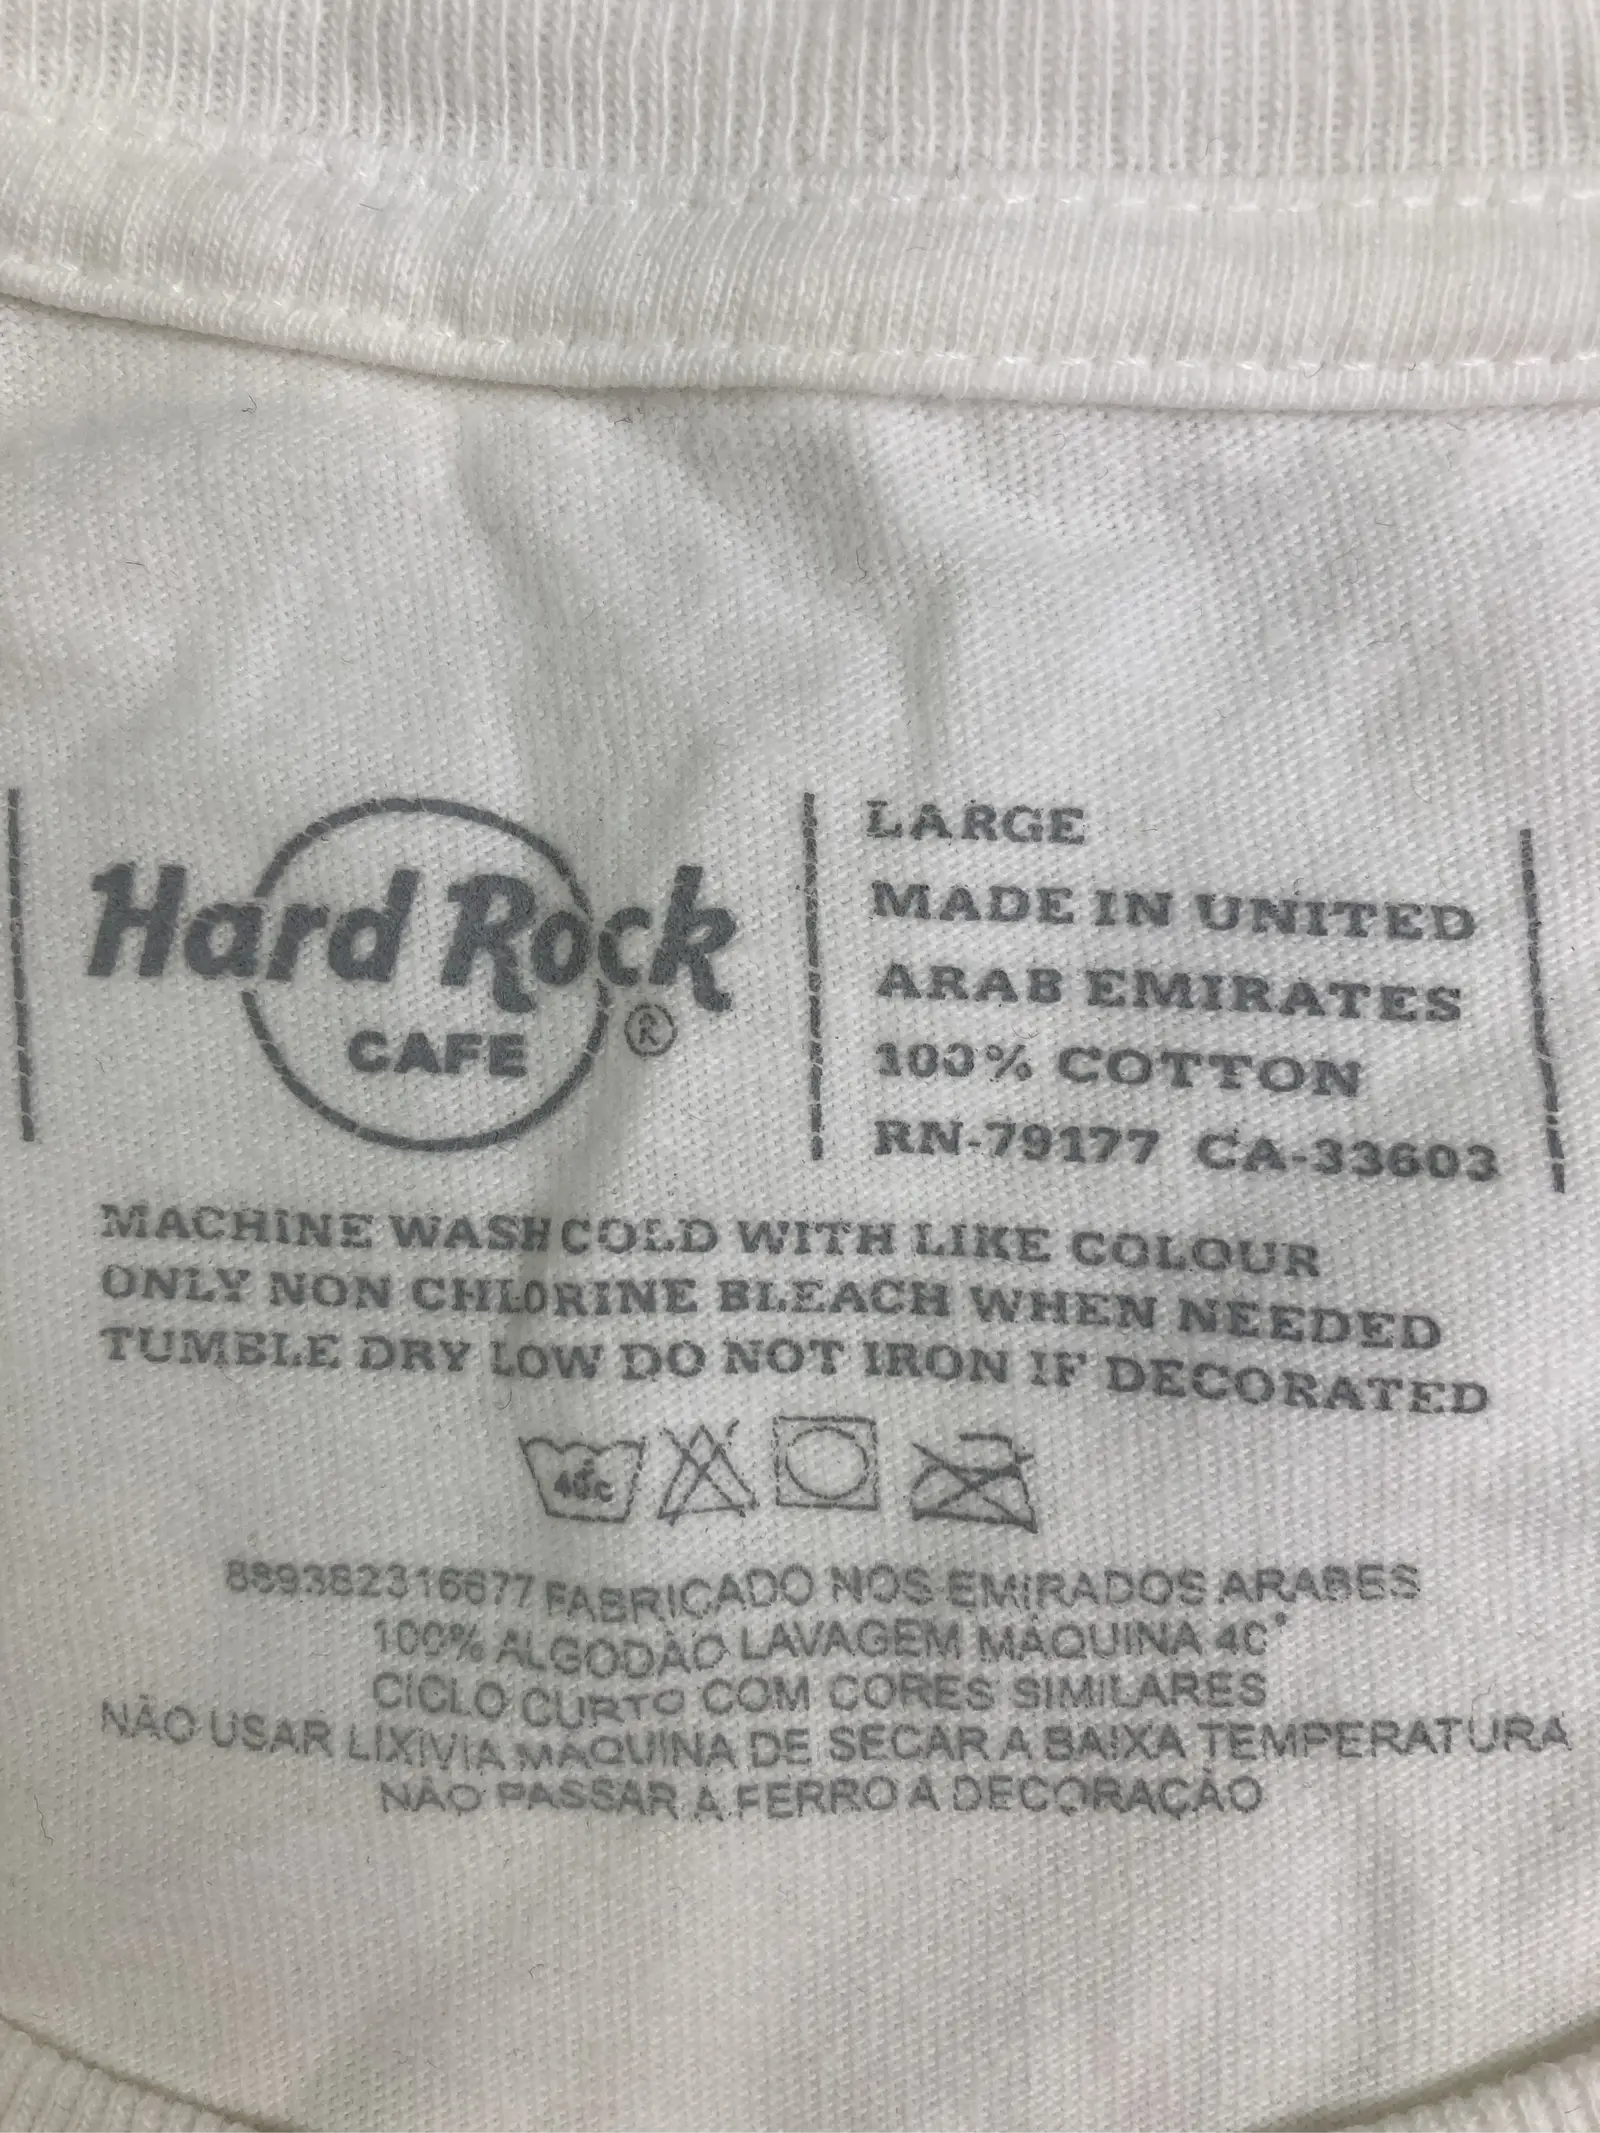 Hard Rock
CAFE
®
LARGE
MADE IN UNITED
ARAB EMIRATES
100% COTTON
RN-79177 CA-33603
MACHINE WASH COLD WITH LIKE COLOUR
ONLY NON CHLORINE BLEACH WHEN NEEDED
TUMBLE DRY LOW DO NOT IRON IF DECORATED
40°c
889382316677 FABRICADO NOS EMIRADOS ARABES
100% ALGODÃO LAVAGEM MÁQUINA 40°
CICLO CURTO COM CORES SIMILARES
NÃO USAR LIXIVIA MAQUINA DE SECAR A BAIXA TEMPERATURA
NÃO PASSAR A FERRO A DECORAÇÃO